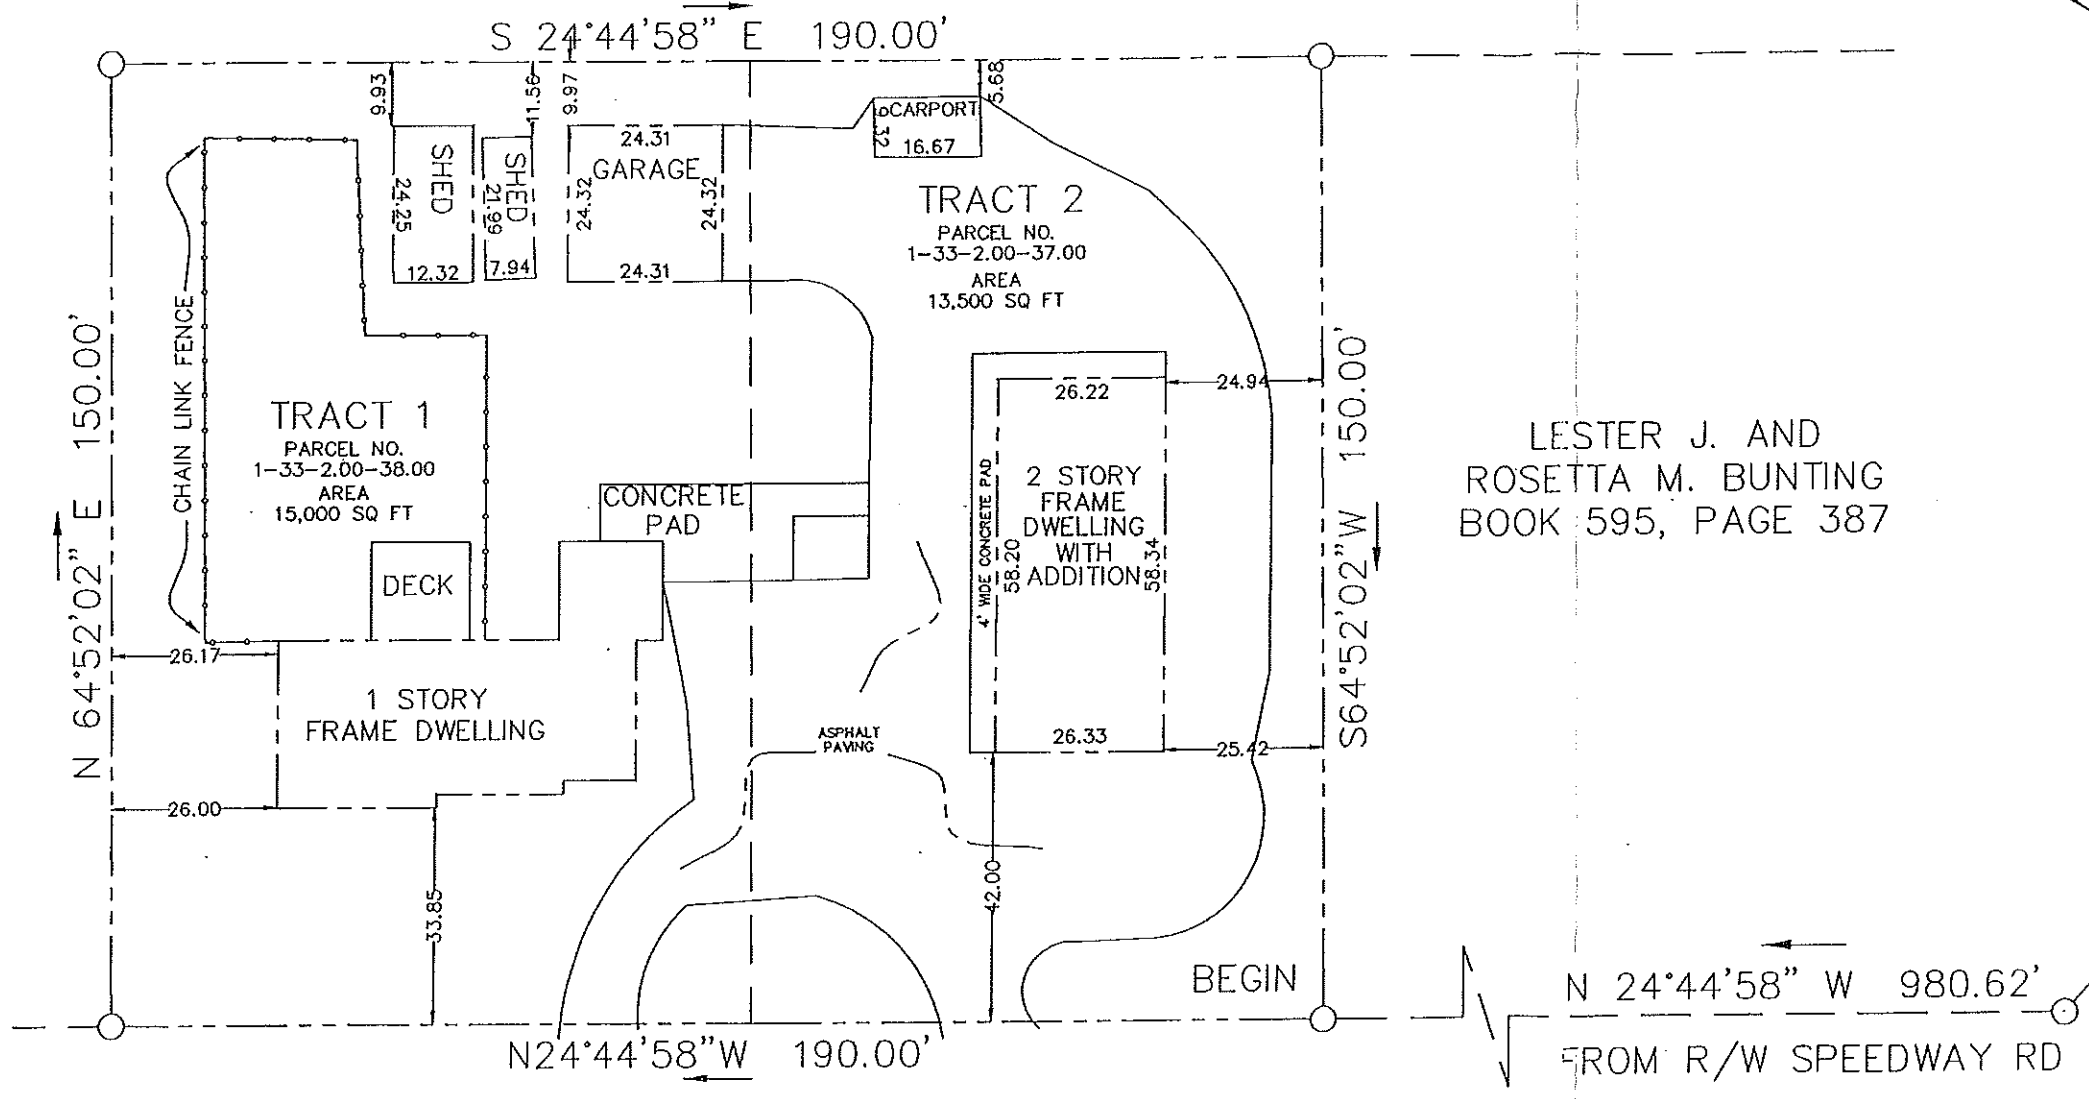 S 24°44'58" E 190.00'
9.93
11.56
9.97
5.68
CARPORT
9.32
16.67
24.31
GARAGE
SHED
SHED
24.25
21.99
24.32
24.32
12.32
7.94
24.31
TRACT 2
PARCEL NO.
1-33-2.00-37.00
AREA
13,500 SQ FT
CHAIN LINK FENCE
N 64°52'02" E 150.00'
TRACT 1
PARCEL NO.
1-33-2.00-38.00
AREA
15,000 SQ FT
26.22
24.94
S64°52'02"W 150.00'
LESTER J. AND
ROSETTA M. BUNTING
BOOK 595, PAGE 387
CONCRETE
PAD
4' WIDE CONCRETE PAD
58.20
2 STORY
FRAME
DWELLING
WITH
ADDITION
58.34
DECK
26.17
1 STORY
FRAME DWELLING
ASPHALT
PAVING
26.33
25.42
26.00
33.85
42.00
BEGIN
N 24°44'58" W 980.62'
FROM R/W SPEEDWAY RD
N24°44'58"W 190.00'